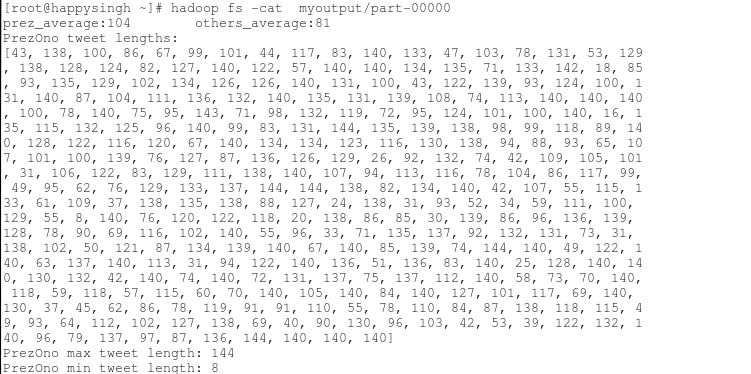 [root@happysingh ~]# hadoop fs -cat  myoutput/part-00000
prez_average:104        others_average:81
PrezOno tweet lengths:
[43, 138, 100, 86, 67, 99, 101, 44, 117, 83, 140, 133, 47, 103, 78, 131, 53, 129
, 138, 128, 124, 82, 127, 140, 122, 57, 140, 140, 134, 135, 71, 133, 142, 18, 85
, 93, 135, 129, 102, 134, 126, 126, 140, 131, 100, 43, 122, 139, 93, 124, 100, 1
31, 140, 87, 104, 111, 136, 132, 140, 135, 131, 139, 108, 74, 113, 140, 140, 140
, 100, 78, 140, 75, 95, 143, 71, 98, 132, 119, 72, 95, 124, 101, 100, 140, 16, 1
35, 115, 132, 125, 96, 140, 99, 83, 131, 144, 135, 139, 138, 98, 99, 118, 89, 14
0, 128, 122, 116, 120, 67, 140, 134, 134, 123, 116, 130, 138, 94, 88, 93, 65, 10
7, 101, 100, 139, 76, 127, 87, 136, 126, 129, 26, 92, 132, 74, 42, 109, 105, 101
, 31, 106, 122, 83, 129, 111, 138, 140, 107, 94, 113, 116, 78, 104, 86, 117, 99,
 49, 95, 62, 76, 129, 133, 137, 144, 144, 138, 82, 134, 140, 42, 107, 55, 115, 1
33, 61, 109, 37, 138, 135, 138, 88, 127, 24, 138, 31, 93, 52, 34, 59, 111, 100,
129, 55, 8, 140, 76, 120, 122, 118, 20, 138, 86, 85, 30, 139, 86, 96, 136, 139,
128, 78, 90, 69, 116, 102, 140, 55, 96, 33, 71, 135, 137, 92, 132, 131, 73, 31,
138, 102, 50, 121, 87, 134, 139, 140, 67, 140, 85, 139, 74, 144, 140, 49, 122, 1
40, 63, 137, 140, 113, 31, 94, 122, 140, 136, 51, 136, 83, 140, 25, 128, 140, 14
0, 130, 132, 42, 140, 74, 140, 72, 131, 137, 75, 137, 112, 140, 58, 73, 70, 140,
 118, 59, 118, 57, 115, 60, 70, 140, 105, 140, 84, 140, 127, 101, 117, 69, 140,
130, 37, 45, 62, 86, 78, 119, 91, 91, 110, 55, 78, 110, 84, 87, 138, 118, 115, 4
9, 93, 64, 112, 102, 127, 138, 69, 40, 90, 130, 96, 103, 42, 53, 39, 122, 132, 1
40, 96, 79, 137, 97, 87, 136, 144, 140, 140, 140]
PrezOno max tweet length: 144
PrezOno min tweet length: 8